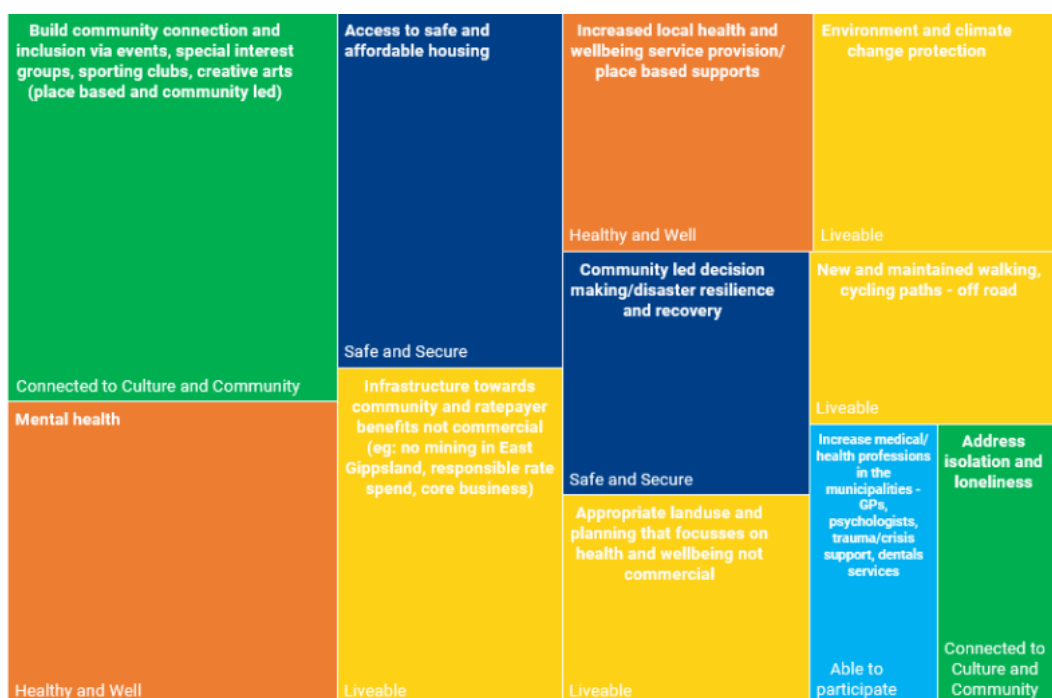 Build community connection and
inclusion via events, special interest
groups, sporting clubs, creative arts
(place based and community led)
Connected to Culture and Community
Mental health
Healthy and Well
Access to safe and
affordable housing
Safe and Secure
Infrastructure towards
community and ratepayer
benefits not commercial
(eg: no mining in East
Gippsland, responsible rate
spend, core business)
Liveable
Increased local health and
wellbeing service provision/
place based supports
Healthy and Well
Community led decision
making/disaster resilience
and recovery
Safe and Secure
Appropriate landuse and
planning that focusses on
health and wellbeing not
commercial
Liveable
Environment and climate
change protection
Liveable
New and maintained walking,
cycling paths - off road
Liveable
Increase medical/
health professions
in the
municipalities -
GPs,
psychologists,
trauma/crisis
support, dentals
services
Able to
participate
Address
isolation and
loneliness
Connected to
Culture and
Community